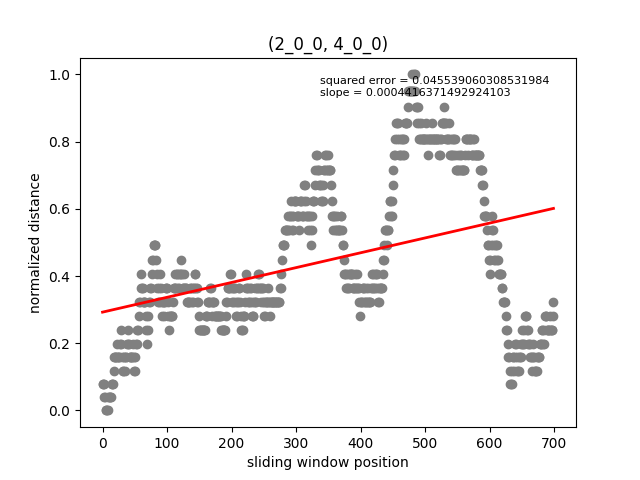 (2_0_0, 4_0_0)
squared error = 0.045539060308531984
slope = 0.0004416371492924103
1.0
0.8
0.6
0.4
0.2
0.0
normalized distance
0 100 200 300 400 500 600 700
sliding window position